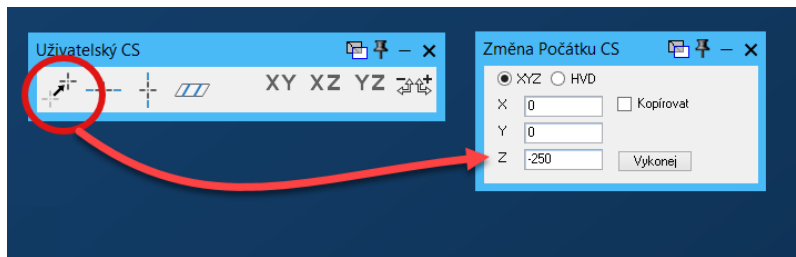 Uživatelský CS
XY XZ YZ
Změna Počátku CS
XYZ HVD
X 0 Kopírovat
Y 0
Z -250 Vykonej